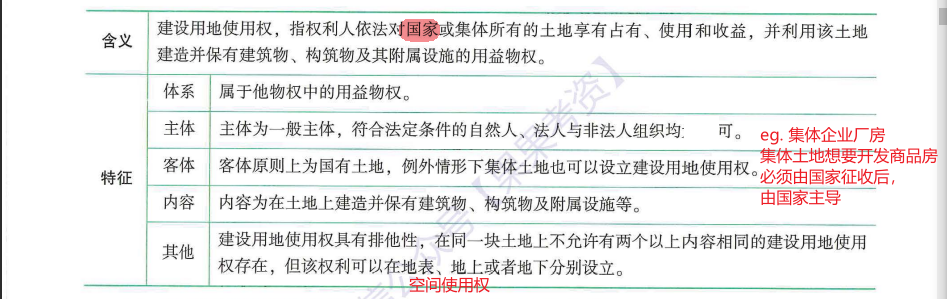 含义
建设用地使用权，指权利人依法对国家或集体所有的土地享有占有、使用和收益，并利用该土地
建造并保有建筑物、构筑物及其附属设施的用益物权。
特征
体系
属于他物权中的用益物权。
主体
主体为一般主体，符合法定条件的自然人、法人与非法人组织均 可。
客体
客体原则上为国有土地，例外情形下集体土地也可以设立建设用地使用权。
eg. 集体企业厂房
集体土地想要开发商品房
必须由国家征收后，
由国家主导
内容
内容为在土地上建造并保有建筑物、构筑物及附属设施等。
其他
建设用地使用权具有排他性，在同一块土地上不允许有两个以上内容相同的建设用地使用
权存在，但该权利可以在地表、地上或者地下分别设立。
空间使用权
公众号【果果考资】